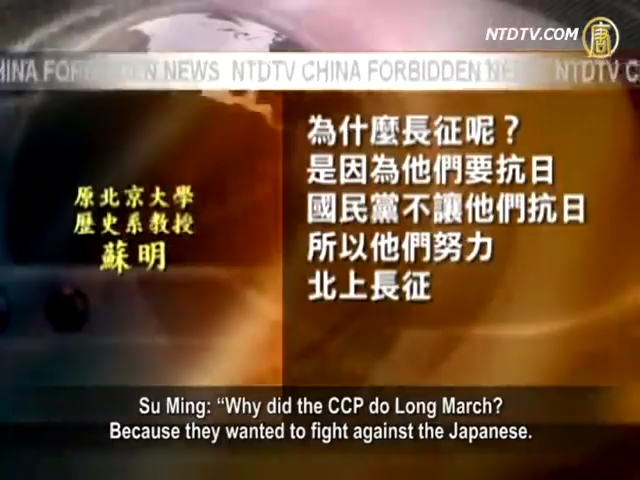 NTDTV.COM
CHINA FORBIDDEN NEWS NTDTV CHINA FORBIDDEN NEWS NTDTV
原北京大學
歷史系教授
蘇明
為什麼長征呢？
是因為他們要抗日
國民黨不讓他們抗日
所以他們努力
北上長征
Su Ming: “Why did the CCP do Long March?
Because they wanted to fight against the Japanese.